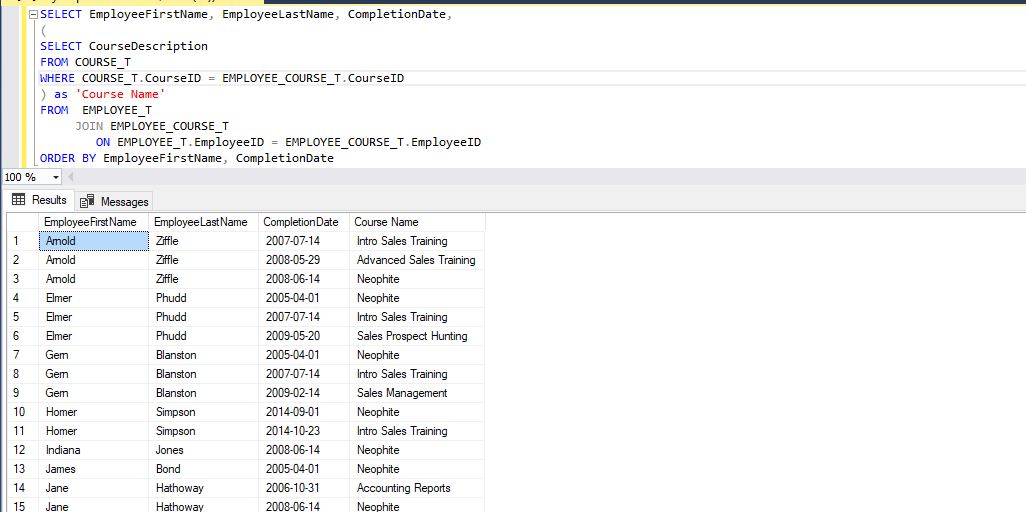 SELECT EmployeeFirstName, EmployeeLastName, CompletionDate,
(
SELECT CourseDescription
FROM COURSE_T
WHERE COURSE_T.CourseID = EMPLOYEE_COURSE_T.CourseID
) as 'Course Name'
FROM EMPLOYEE_T
JOIN EMPLOYEE_COURSE_T
ON EMPLOYEE_T.EmployeeID = EMPLOYEE_COURSE_T.EmployeeID
ORDER BY EmployeeFirstName, CompletionDate
100 %
Results Messages
EmployeeFirstName EmployeeLastName CompletionDate Course Name
1 Arnold Ziffle 2007-07-14 Intro Sales Training
2 Arnold Ziffle 2008-05-29 Advanced Sales Training
3 Arnold Ziffle 2008-06-14 Neophite
4 Elmer Phudd 2005-04-01 Neophite
5 Elmer Phudd 2007-07-14 Intro Sales Training
6 Elmer Phudd 2009-05-20 Sales Prospect Hunting
7 Gern Blanston 2005-04-01 Neophite
8 Gern Blanston 2007-07-14 Intro Sales Training
9 Gern Blanston 2009-02-14 Sales Management
10 Homer Simpson 2014-09-01 Neophite
11 Homer Simpson 2014-10-23 Intro Sales Training
12 Indiana Jones 2008-06-14 Neophite
13 James Bond 2005-04-01 Neophite
14 Jane Hathoway 2006-10-31 Accounting Reports
15 Jane Hathoway 2008-06-14 Neophite